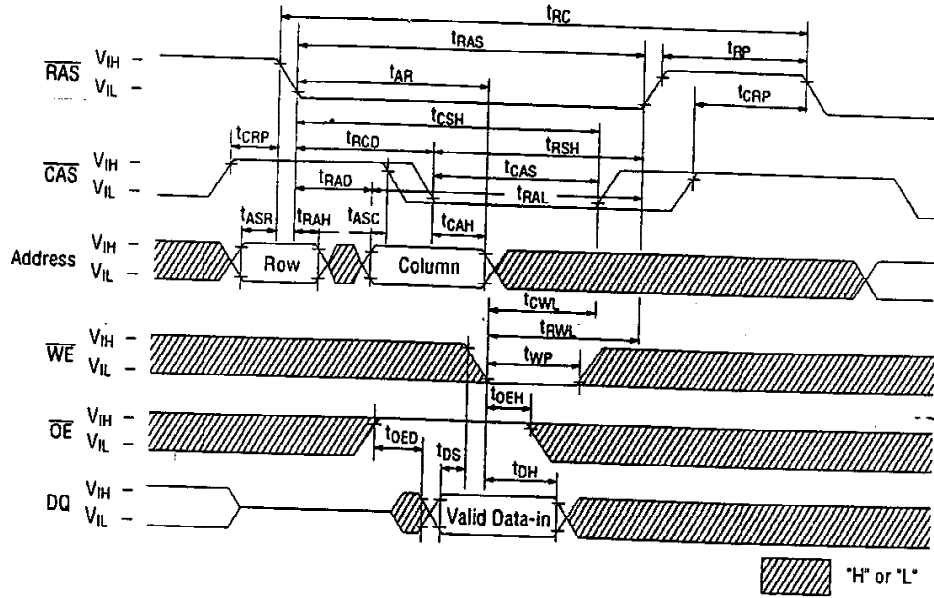 tRC
tRAS
tRP
RAS
VIH
VIL
tAR
tCRP
tCSH
tCRP
tRCD
tRSH
CAS
VIH
VIL
tCAS
tRAD
tRAL
tASR
tRAH
tASC
tCAH
Address
VIH
VIL
Row
Column
tCWL
tRWL
WE
VIH
VIL
tWP
tOEH
OE
VIH
VIL
tOED
tDS
tDH
DQ
VIH
VIL
Valid Data-in
"H" or "L"